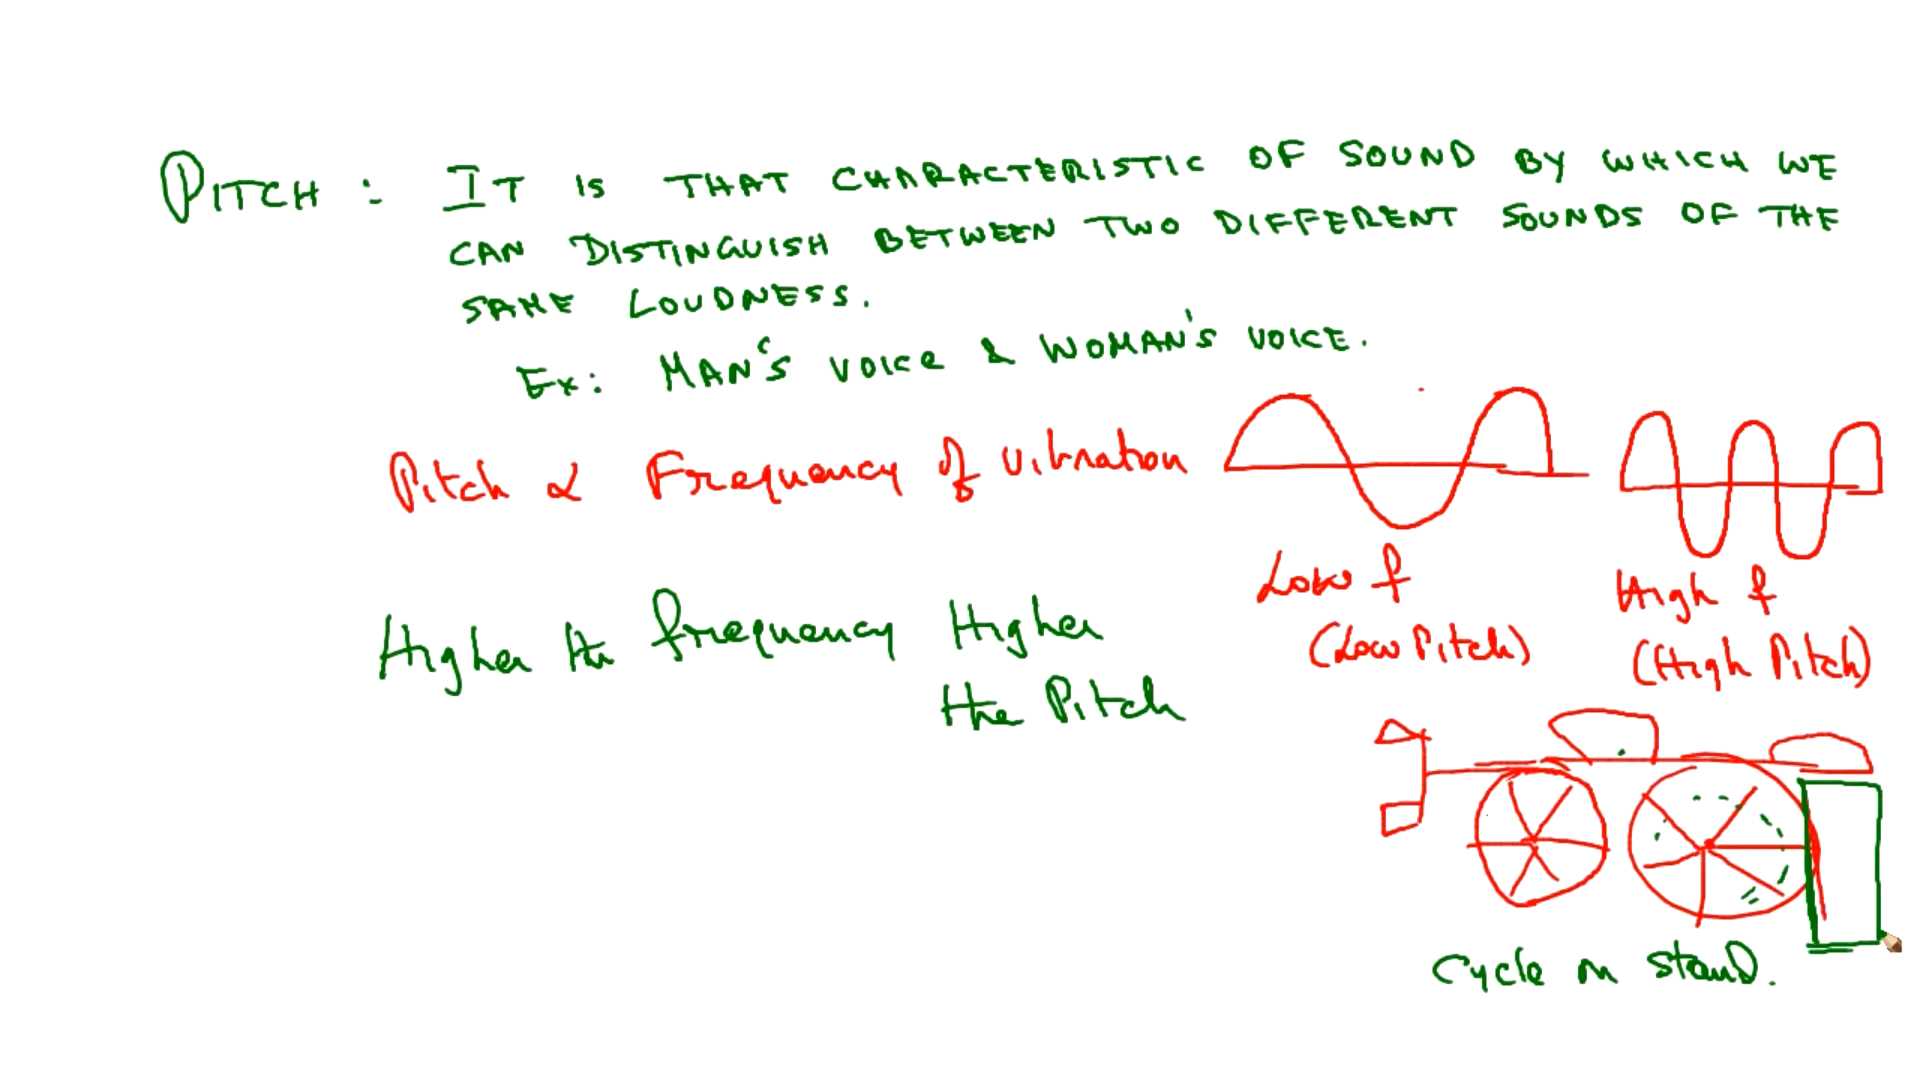 PITCH : IT IS THAT CHARACTERISTIC OF SOUND BY WHICH WE
CAN DISTINGUISH BETWEEN TWO DIFFERENT SOUNDS OF THE
SAME LOUDNESS.
Ex: MAN'S VOICE & WOMAN'S VOICE.
Pitch α Frequency of vibration
Low f
(Low Pitch)
High f
(High Pitch)
Higher the frequency Higher
the Pitch
Cycle on stand.